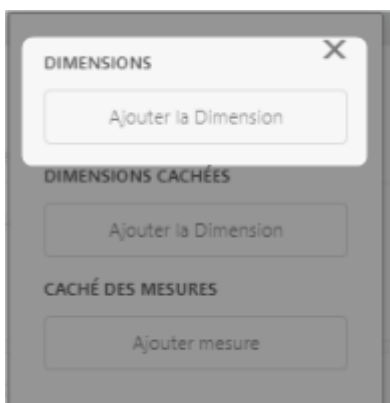 DIMENSIONS
Ajouter la Dimension
DIMENSIONS CACHÉES
Ajouter la Dimension
CACHÉ DES MESURES
Ajouter mesure